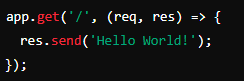 app.get('/', (req, res) => {
  res.send('Hello World!');
});